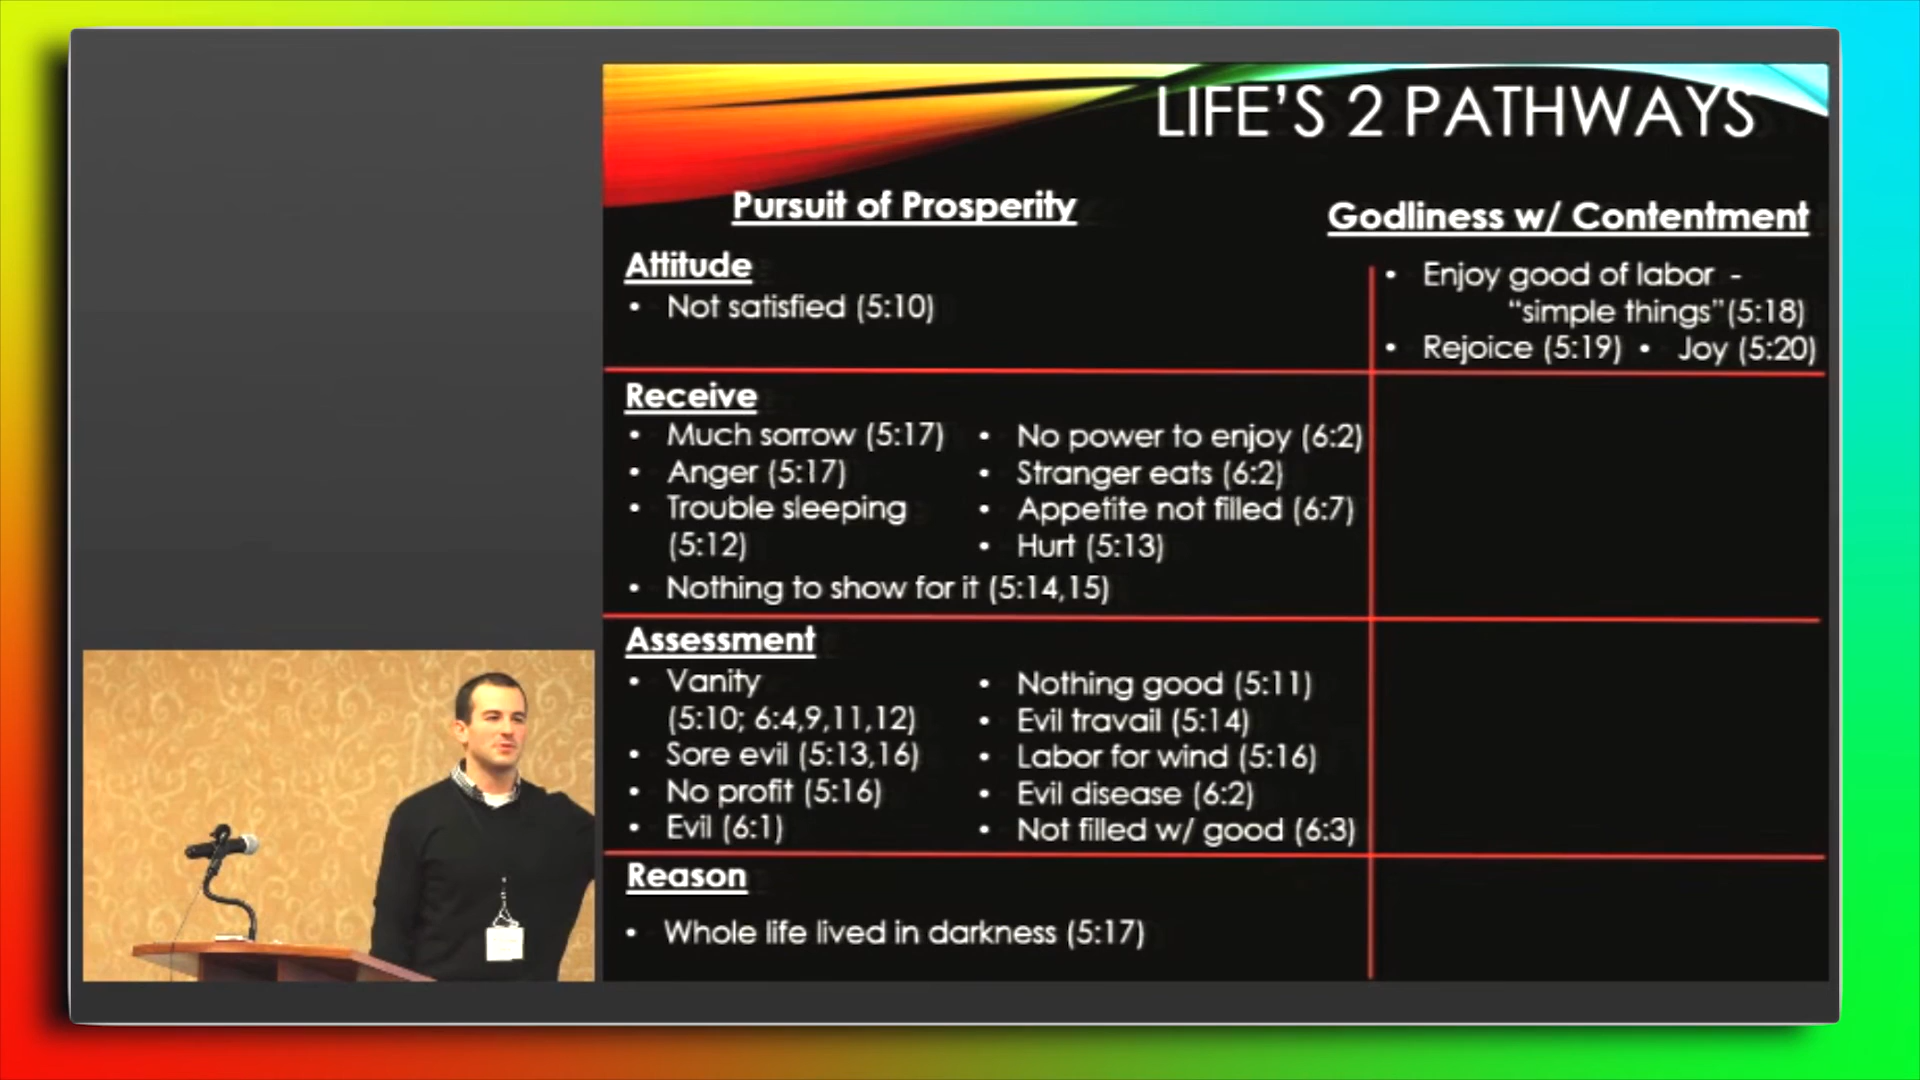 LIFE'S 2 PATHWAYS
Pursuit of Prosperity
Godliness w/ Contentment
Attitude
• Not satisfied (5:10)
• Enjoy good of labor -
"simple things"(5:18)
• Rejoice (5:19) • Joy (5:20)
Receive
• Much sorrow (5:17)
• Anger (5:17)
• Trouble sleeping
(5:12)
• Nothing to show for it (5:14,15)
• No power to enjoy (6:2)
• Stranger eats (6:2)
• Appetite not filled (6:7)
• Hurt (5:13)
Assessment
• Vanity
(5:10; 6:4,9,11,12)
• Sore evil (5:13,16)
• No profit (5:16)
• Evil (6:1)
• Nothing good (5:11)
• Evil travail (5:14)
• Labor for wind (5:16)
• Evil disease (6:2)
• Not filled w/ good (6:3)
Reason
• Whole life lived in darkness (5:17)